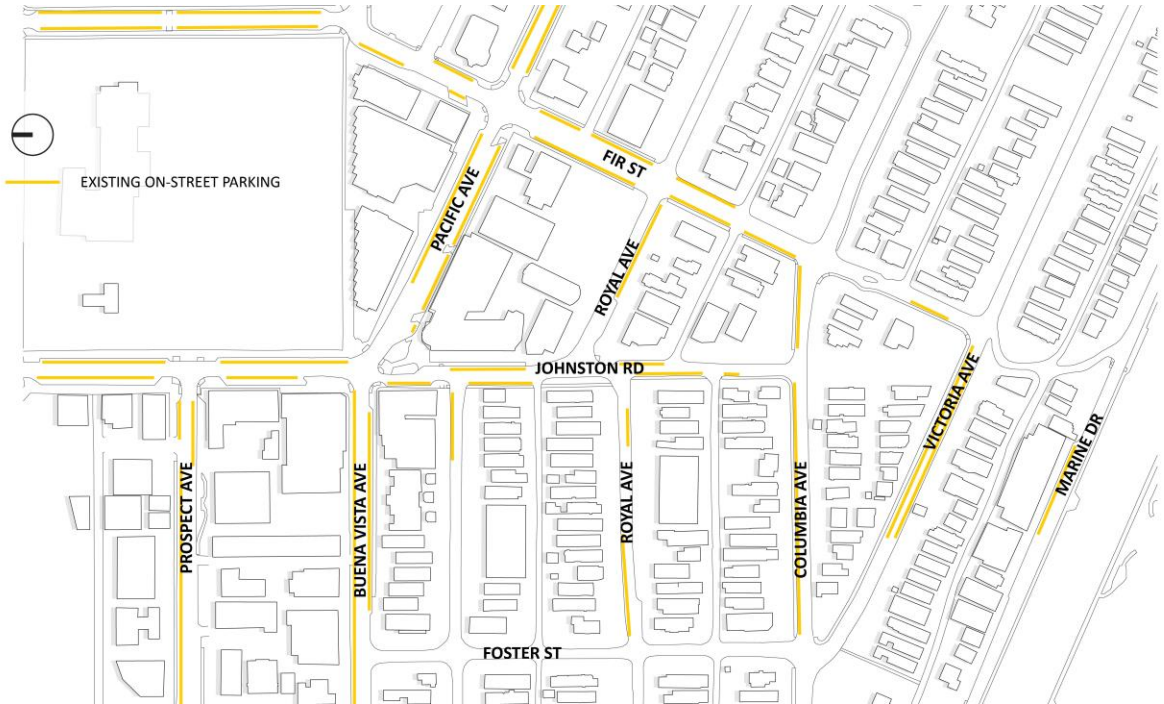 EXISTING ON-STREET PARKING
FIR ST
PACIFIC AVE
ROYAL AVE
JOHNSTON RD
PROSPECT AVE
BUENA VISTA AVE
ROYAL AVE
COLUMBIA AVE
VICTORIA AVE
MARINE DR
FOSTER ST